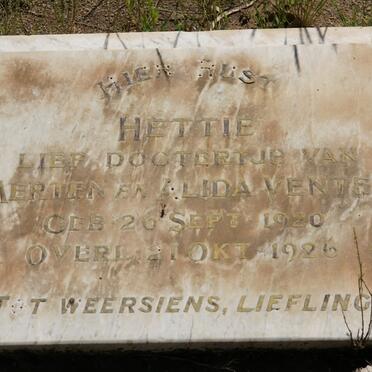 HIER RUST
HETTIE
LIEF DOGTERTJIE VAN
MERTEN EN ALIDA VENTE
GEB 26 SEPT 1920
OVERL 21 OKT 1926
TOT WEERSIENS, LIEFLING